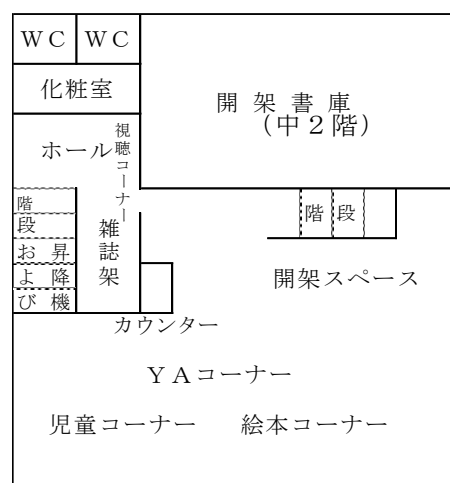 ＷＣ ＷＣ
化粧室
開架書庫
（中２階）
ホール
視聴コーナー
階
段
お昇
よ降
び機
雑誌架
階段
開架スペース
カウンター
ＹＡコーナー
児童コーナー 絵本コーナー